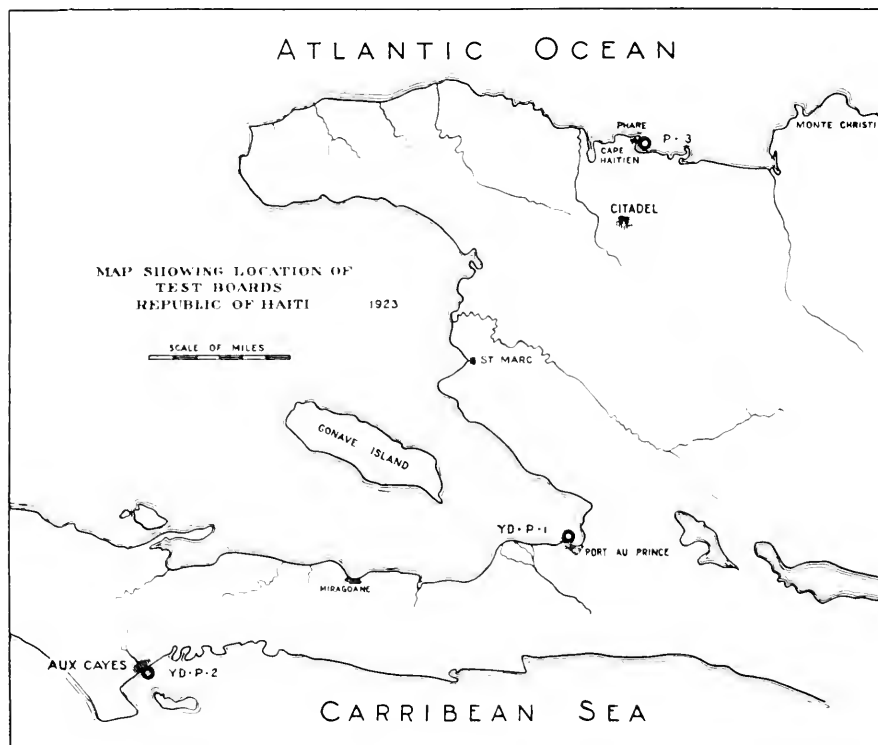 ATLANTIC OCEAN
PHARE
P·3
MONTE CHRISTI
CAPE
HAITIEN
CITADEL
MAP SHOWING LOCATION OF
TEST BOARDS
REPUBLIC OF HAITI 1923
SCALE OF MILES
ST MARC
GONAVE ISLAND
YD·P·1
PORT AU PRINCE
MIRAGOANE
AUX CAYES
YD·P·2
CARRIBEAN SEA